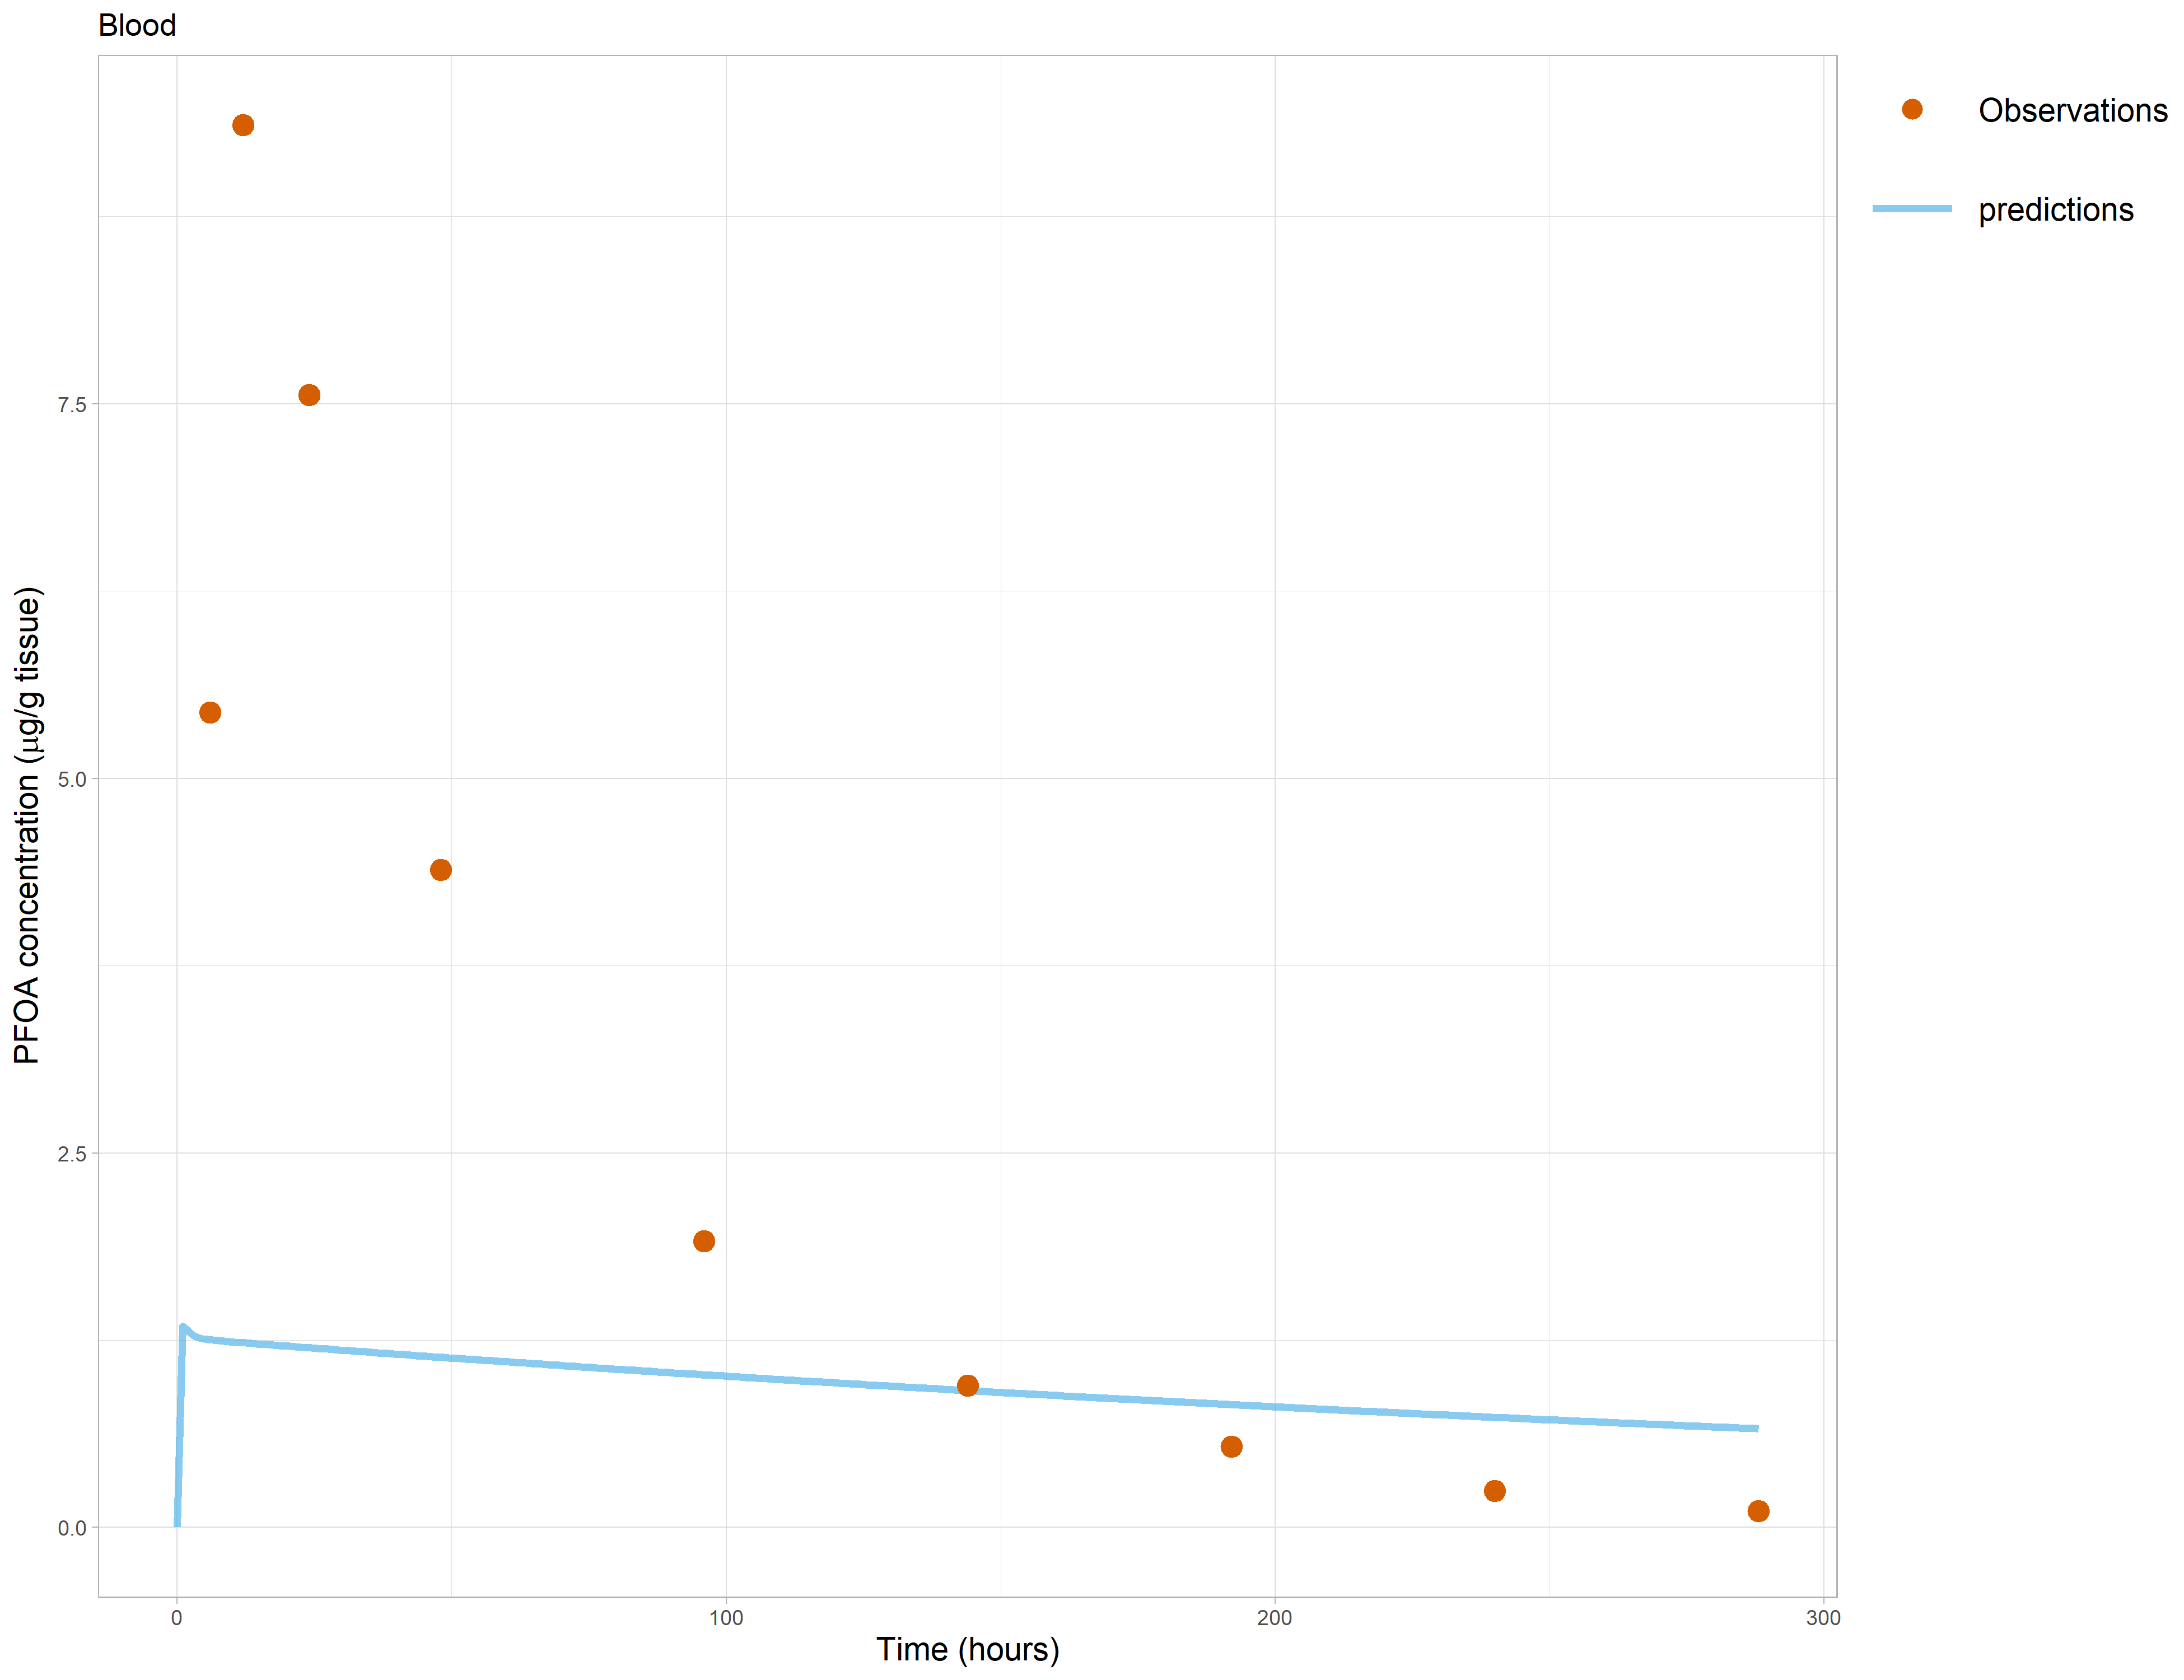 Blood
Observations
predictions
PFOA concentration (μg/g tissue)
7.5
5.0
2.5
0.0
0
100
200
300
Time (hours)